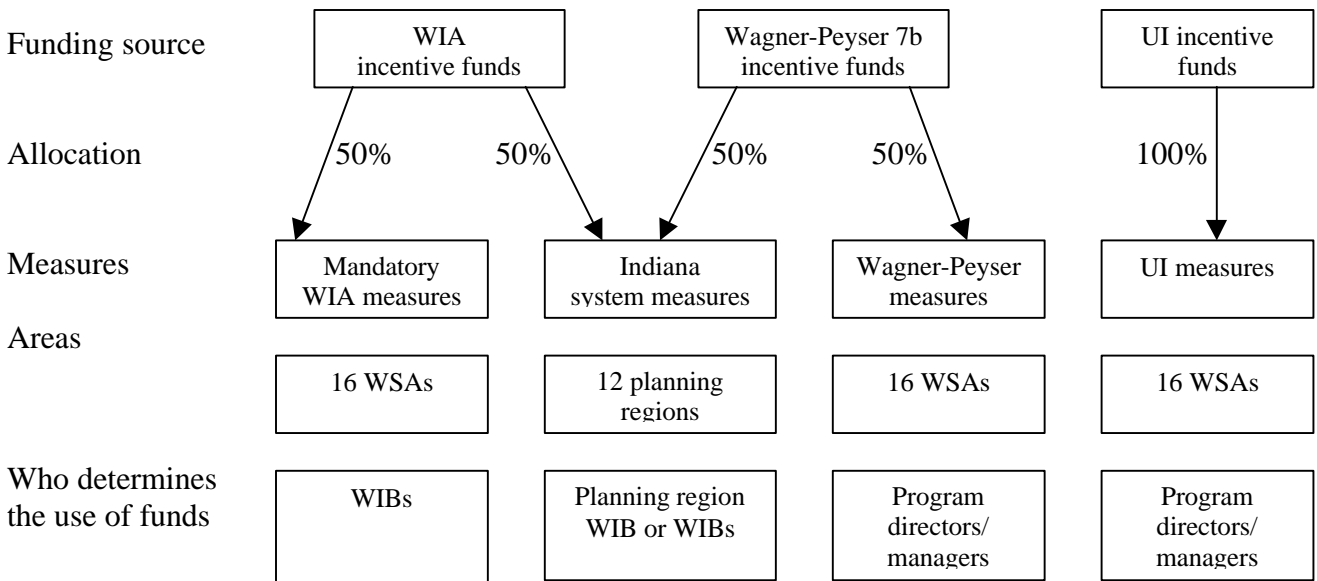 Funding source
WIA
incentive funds
Wagner-Peyser 7b
incentive funds
UI incentive
funds
Allocation
50%
50%
50%
50%
100%
Measures
Mandatory
WIA measures
Indiana
system measures
Wagner-Peyser
measures
UI measures
Areas
16 WSAs
12 planning
regions
16 WSAs
16 WSAs
Who determines
the use of funds
WIBs
Planning region
WIB or WIBs
Program
directors/
managers
Program
directors/
managers